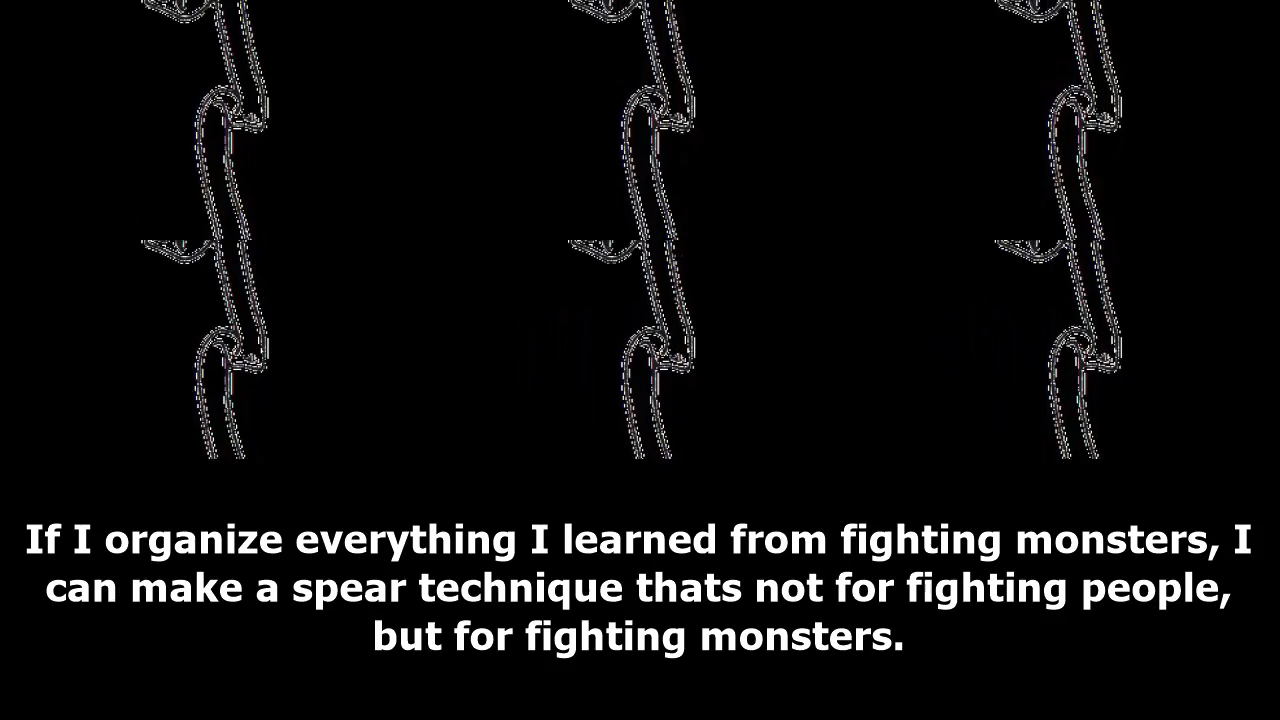 If I organize everything I learned from fighting monsters, I
can make a spear technique thats not for fighting people,
but for fighting monsters.